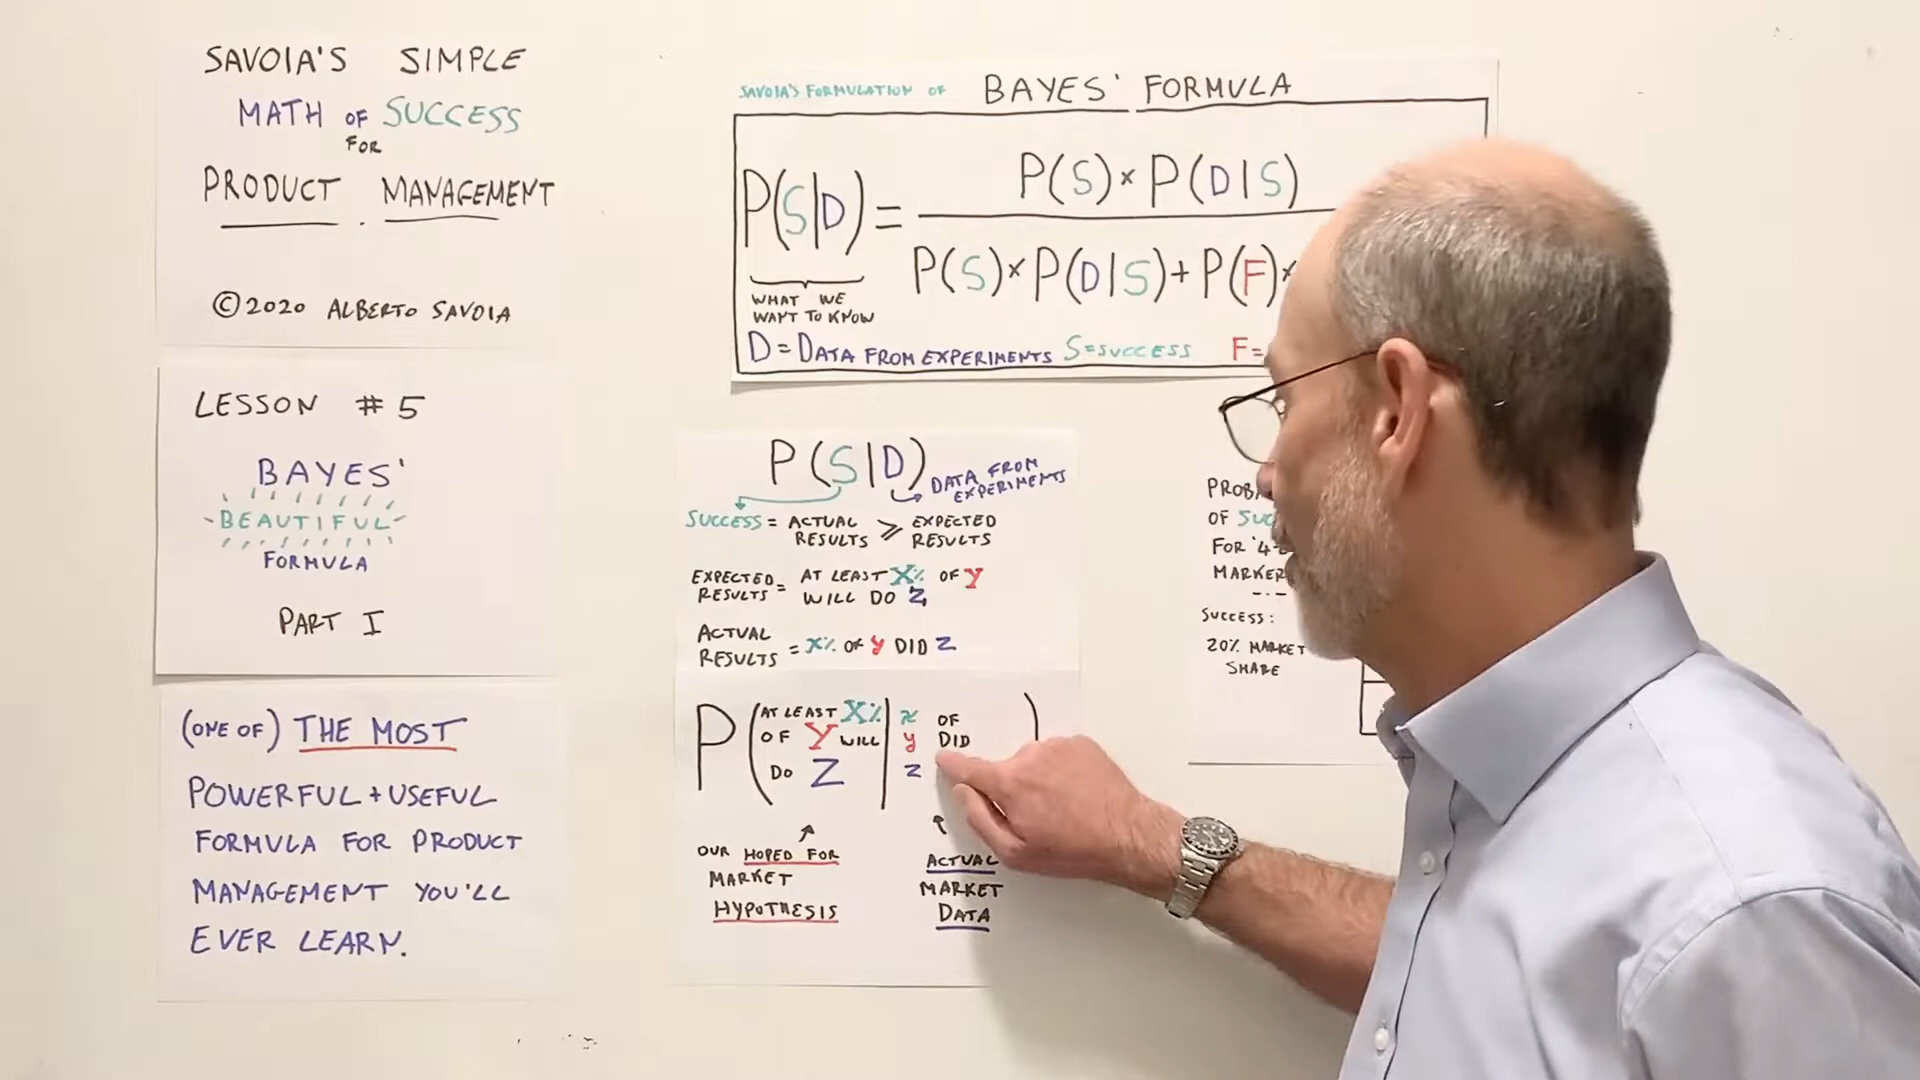 SAVOIA'S SIMPLE
MATH OF SUCCESS
FOR
PRODUCT MANAGEMENT
©2020 ALBERTO SAVOIA
LESSON #5
BAYES'
BEAUTIFUL
FORMULA
PART I
(ONE OF) THE MOST
POWERFUL + USEFUL
FORMULA FOR PRODUCT
MANAGEMENT YOU'LL
EVER LEARN.
SAVOIA'S FORMULATION OF BAYES' FORMULA
P(S) × P(D|S)
P(S|D) =
P(S) × P(D|S) + P(F) ×
WHAT WE
WANT TO KNOW
D = DATA FROM EXPERIMENTS S=SUCCESS F=
P(S|D)
DATA FROM
EXPERIMENTS
SUCCESS = ACTUAL RESULTS ≥ EXPECTED RESULTS
EXPECTED RESULTS = AT LEAST X% OF Y
WILL DO Z
ACTUAL RESULTS = X% OF Y DID Z
P(AT LEAST X% | x OF
OF Y WILL | y DID
DO Z | z )
OUR HOPED FOR
MARKET
HYPOTHESIS
ACTUAL
MARKET
DATA
OF
FOR
SUCCESS:
20% MARKET
SHARE